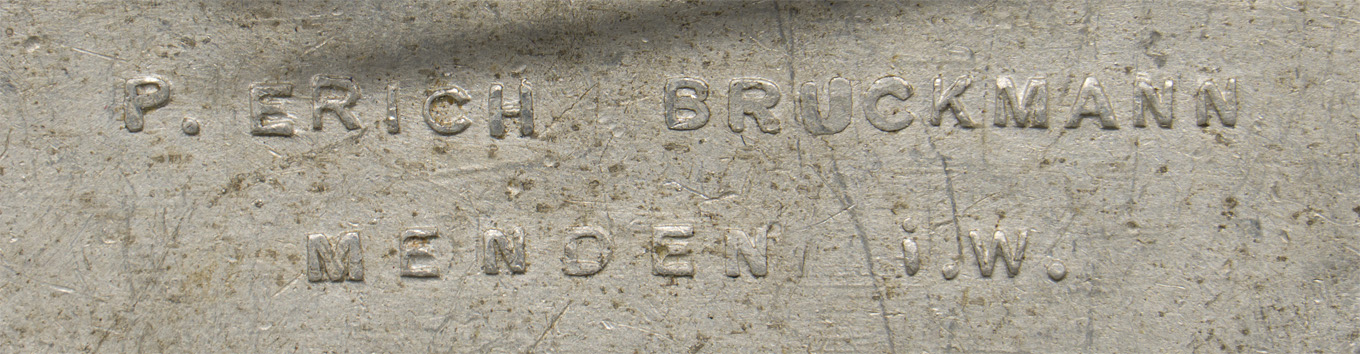 P. ERICH BRUCKMANN
MENDEN i.W.